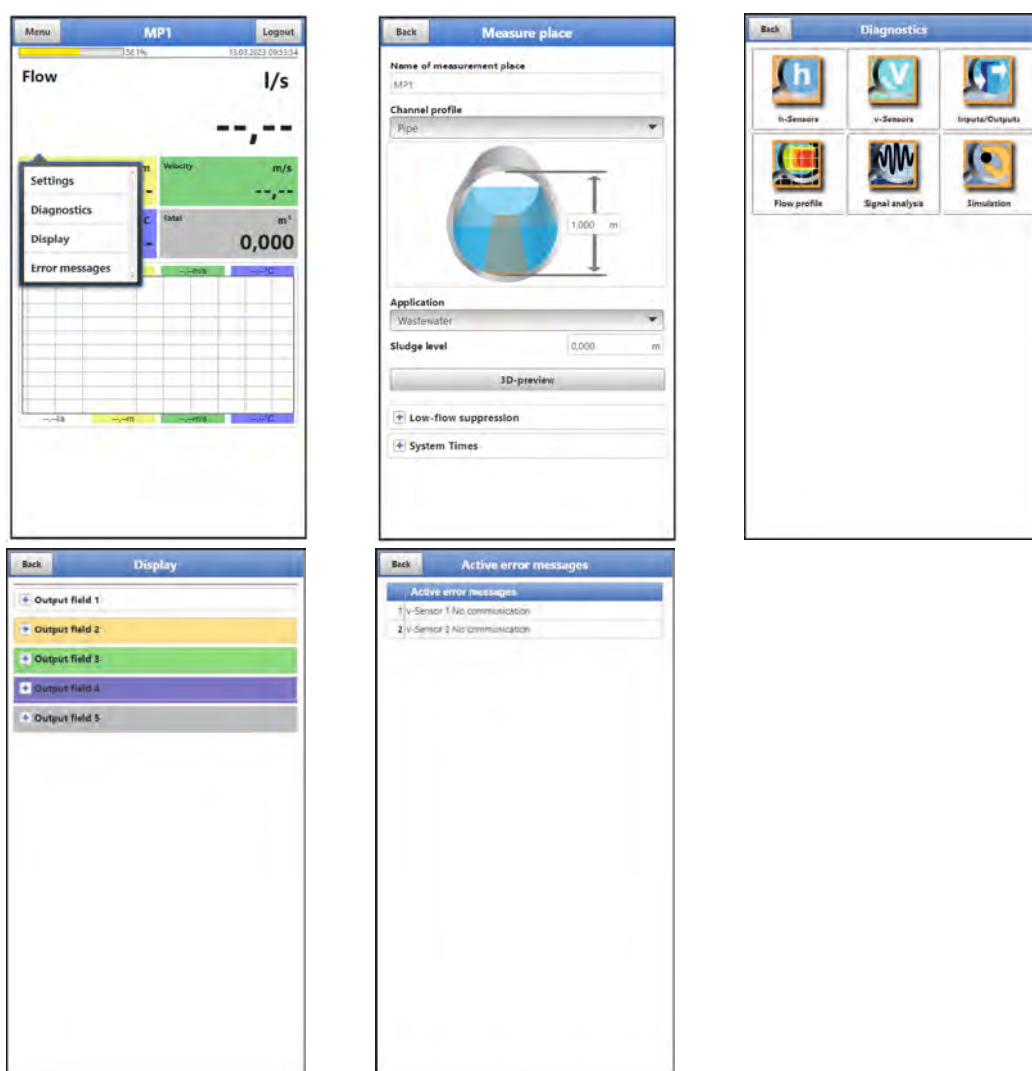 Menu MP1 Logout
58.1% 13.03.2023 09:53:54
Flow l/s
--,--
m Velocity m/s
--,--
C Total m³
0,000
Settings
Diagnostics
Display
Error messages
--,--m/s --,--°C
--,--l/s --,--m --,--m/s --,--°C
Back Measure place
Name of measurement place
MP1
Channel profile
Pipe
1,000 m
Application
Wastewater
Sludge level 0,000 m
3D-preview
+ Low-flow suppression
+ System Times
Back Diagnostics
h
v
h-Sensors v-Sensors Inputs/Outputs
Flow profile Signal analysis Simulation
Back Display
+ Output field 1
+ Output field 2
+ Output field 3
+ Output field 4
+ Output field 5
Back Active error messages
Active error messages
1 v-Sensor 1 No communication
2 v-Sensor 2 No communication